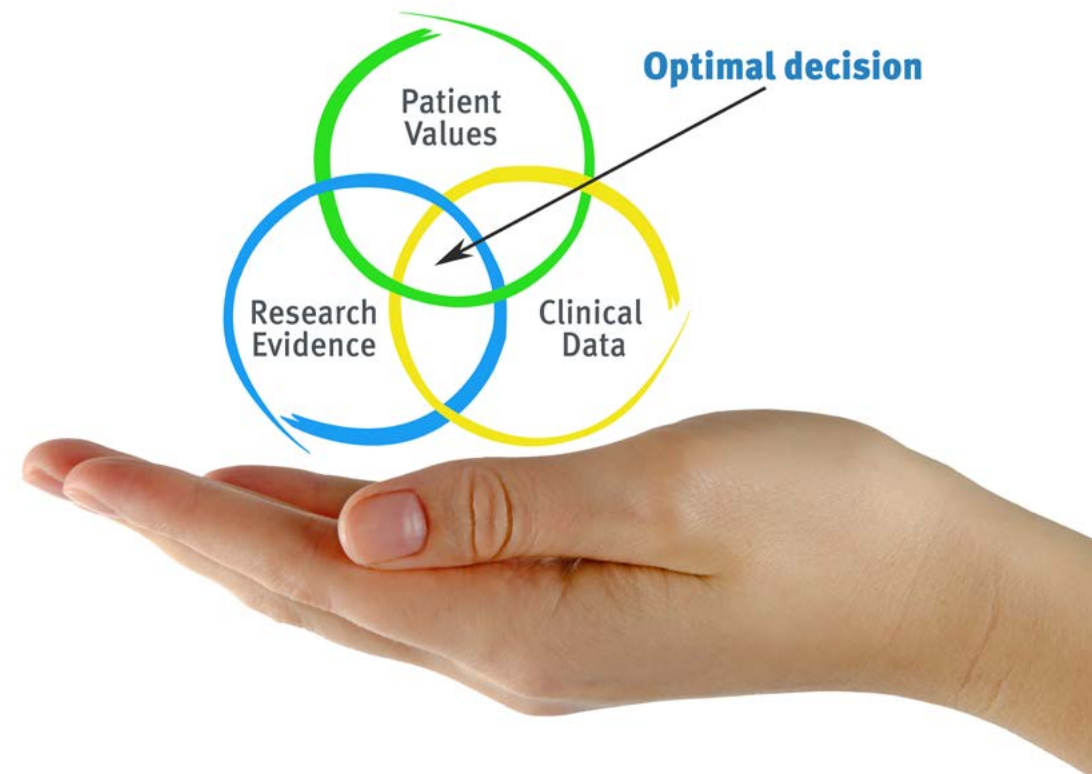 Optimal decision
Patient
Values
Research
Evidence
Clinical
Data